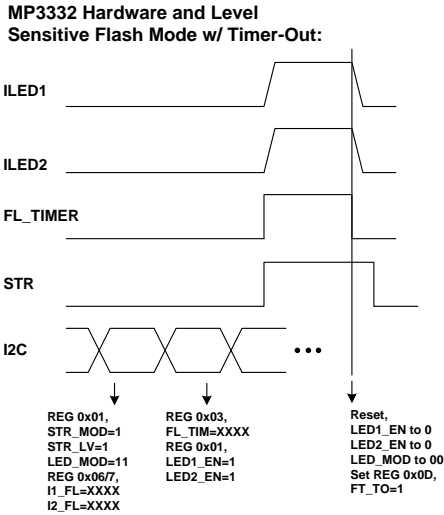 MP3332 Hardware and Level
Sensitive Flash Mode w/ Timer-Out:
ILED1
ILED2
FL_TIMER
STR
I2C
REG 0x01,
STR_MOD=1
STR_LV=1
LED_MOD=11
REG 0x06/7,
I1_FL=XXXX
I2_FL=XXXX
REG 0x03,
FL_TIM=XXXX
REG 0x01,
LED1_EN=1
LED2_EN=1
Reset,
LED1_EN to 0
LED2_EN to 0
LED_MOD to 00
Set REG 0x0D,
FT_TO=1